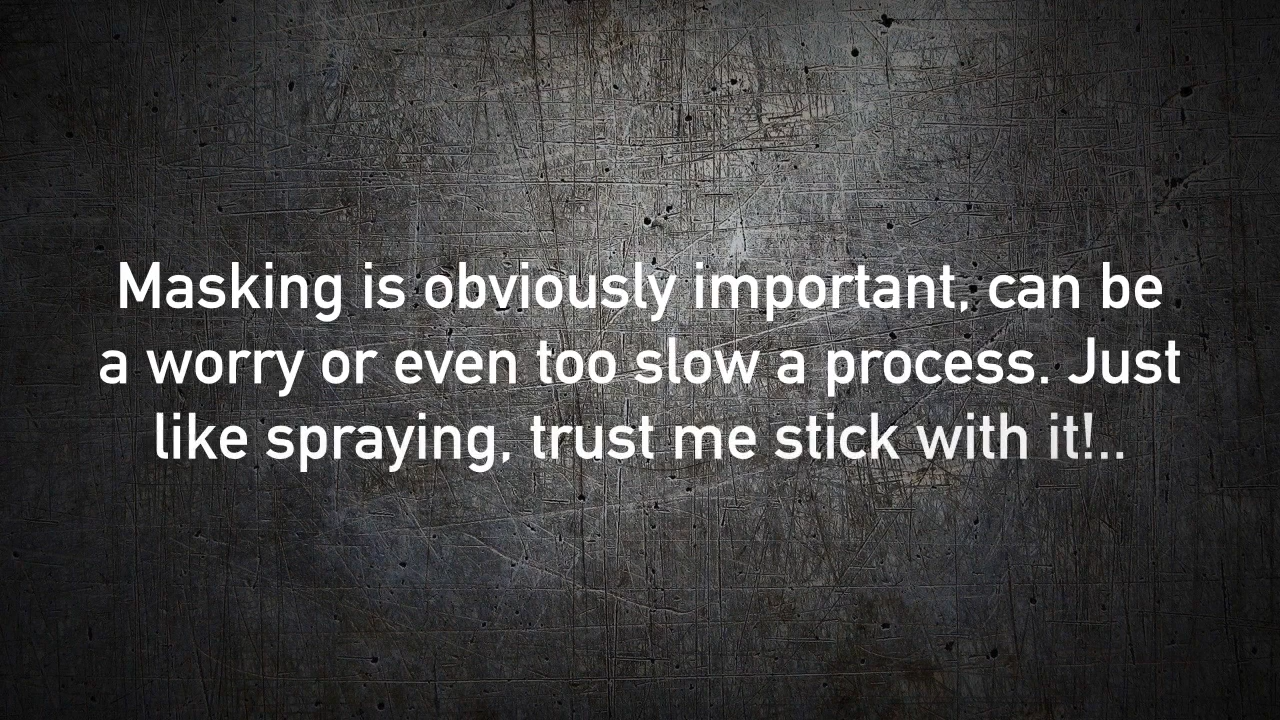 Masking is obviously important, can be
a worry or even too slow a process. Just
like spraying, trust me stick with it!..